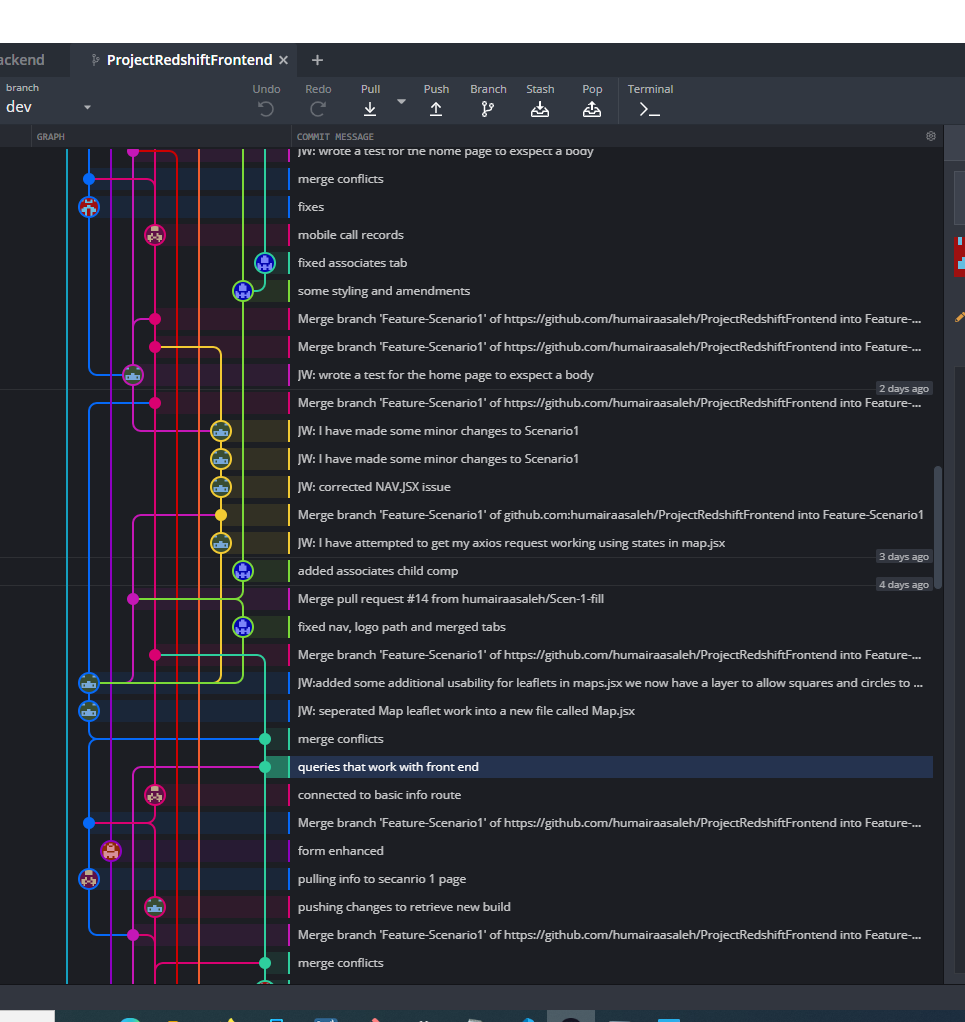 ackend
ProjectRedshiftFrontend
branch
dev
Undo
Redo
Pull
Push
Branch
Stash
Pop
Terminal
GRAPH
COMMIT MESSAGE
JW: wrote a test for the home page to exspect a body
merge conflicts
fixes
mobile call records
fixed associates tab
some styling and amendments
Merge branch 'Feature-Scenario1' of https://github.com/humairaasaleh/ProjectRedshiftFrontend into Feature-...
Merge branch 'Feature-Scenario1' of https://github.com/humairaasaleh/ProjectRedshiftFrontend into Feature-...
JW: wrote a test for the home page to exspect a body
2 days ago
Merge branch 'Feature-Scenario1' of https://github.com/humairaasaleh/ProjectRedshiftFrontend into Feature-...
JW: I have made some minor changes to Scenario1
JW: I have made some minor changes to Scenario1
JW: corrected NAV.JSX issue
Merge branch 'Feature-Scenario1' of github.com:humairaasaleh/ProjectRedshiftFrontend into Feature-Scenario1
JW: I have attempted to get my axios request working using states in map.jsx
3 days ago
added associates child comp
4 days ago
Merge pull request #14 from humairaasaleh/Scen-1-fill
fixed nav, logo path and merged tabs
Merge branch 'Feature-Scenario1' of https://github.com/humairaasaleh/ProjectRedshiftFrontend into Feature-...
JW:added some additional usability for leaflets in maps.jsx we now have a layer to allow squares and circles to ...
JW: seperated Map leaflet work into a new file called Map.jsx
merge conflicts
queries that work with front end
connected to basic info route
Merge branch 'Feature-Scenario1' of https://github.com/humairaasaleh/ProjectRedshiftFrontend into Feature-...
form enhanced
pulling info to secanrio 1 page
pushing changes to retrieve new build
Merge branch 'Feature-Scenario1' of https://github.com/humairaasaleh/ProjectRedshiftFrontend into Feature-...
merge conflicts